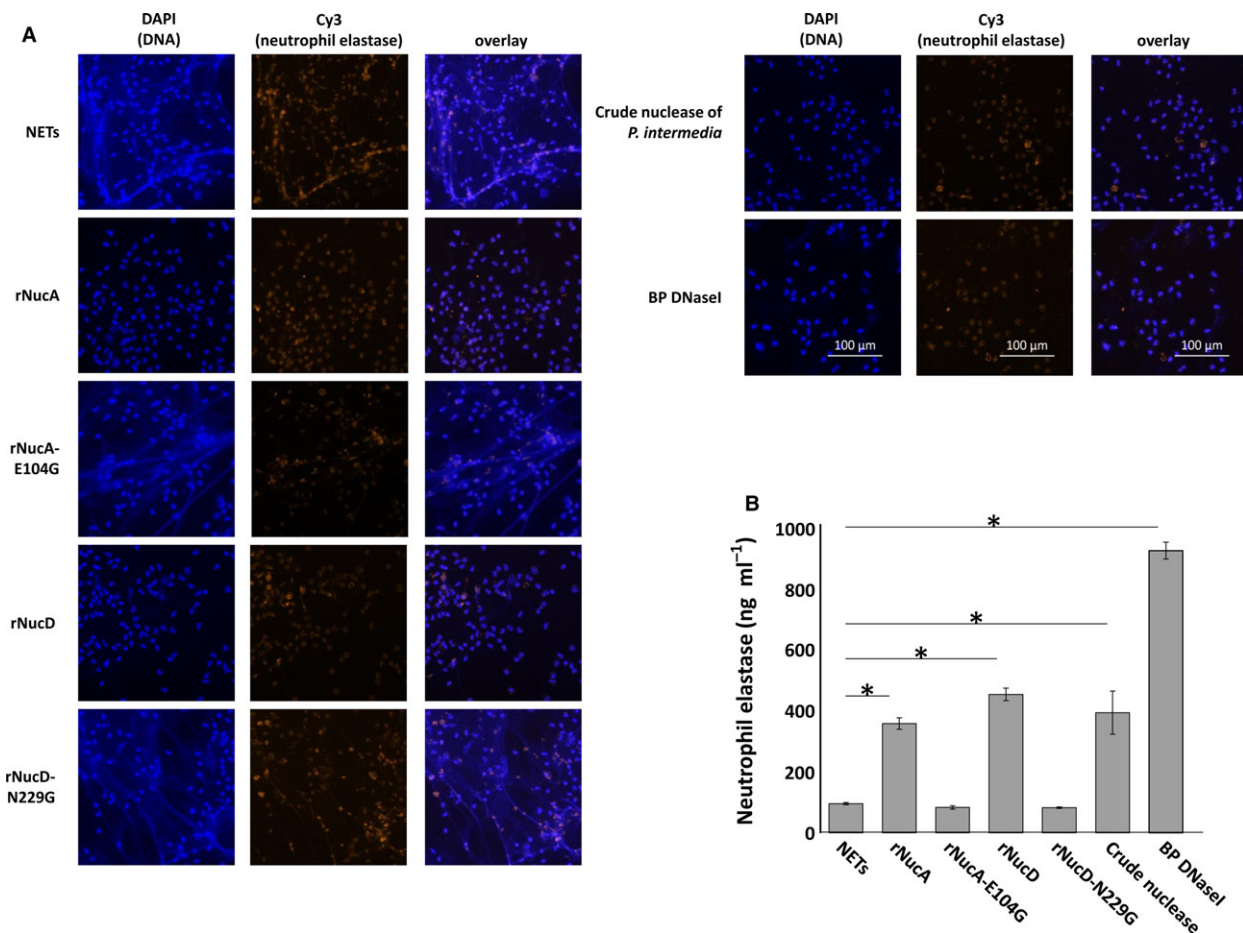 A
DAPI
(DNA)
Cy3
(neutrophil elastase)
overlay
NETs
rNucA
rNucA-
E104G
rNucD
rNucD-
N229G
DAPI
(DNA)
Cy3
(neutrophil elastase)
overlay
Crude nuclease of
P. intermedia
BP DNaseI
100 µm
100 µm
100 µm
B
Neutrophil elastase (ng ml⁻¹)
1000
800
600
400
200
0
*
*
*
*
NETs
rNucA
rNucA-E104G
rNucD
rNucD-N229G
Crude nuclease
BP DNaseI